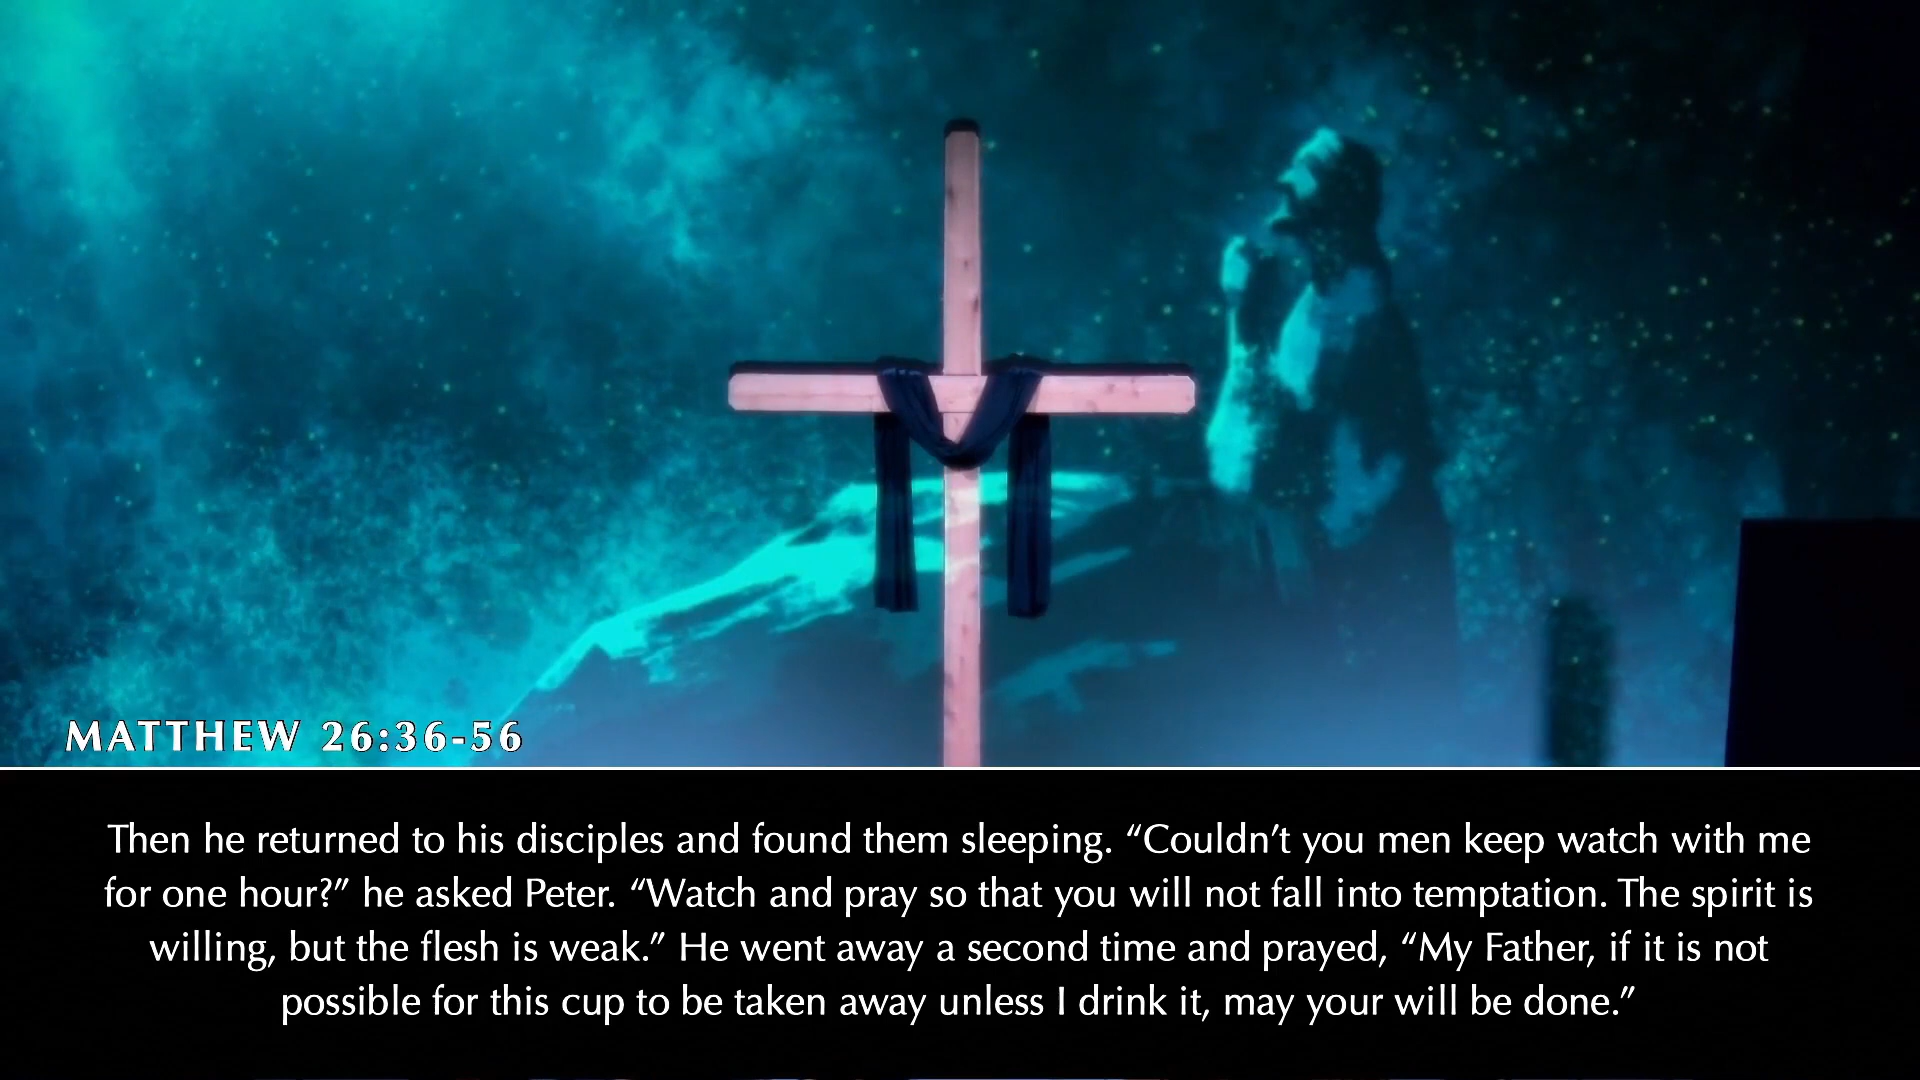 MATTHEW 26:36-56
Then he returned to his disciples and found them sleeping. “Couldn’t you men keep watch with me
for one hour?” he asked Peter. “Watch and pray so that you will not fall into temptation. The spirit is
willing, but the flesh is weak.” He went away a second time and prayed, “My Father, if it is not
possible for this cup to be taken away unless I drink it, may your will be done.”